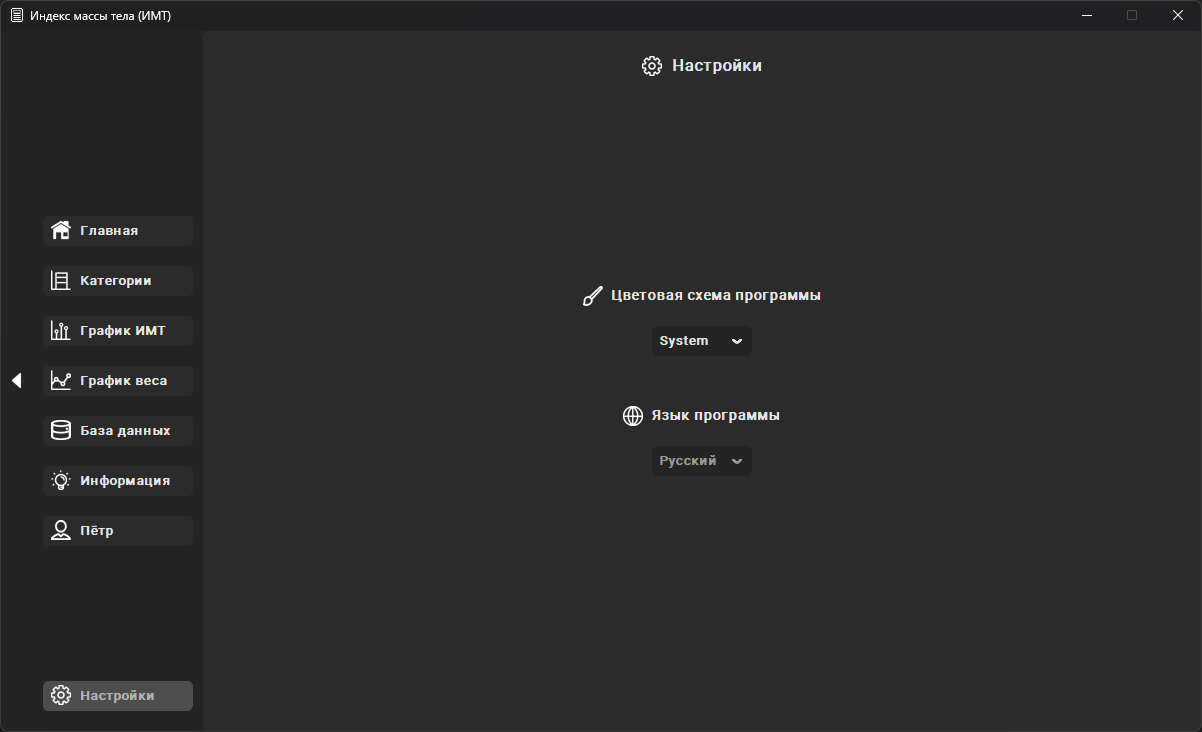 Индекс массы тела (ИМТ)
Настройки
Главная
Категории
График ИМТ
График веса
База данных
Информация
Пётр
Настройки
Цветовая схема программы
System
Язык программы
Русский